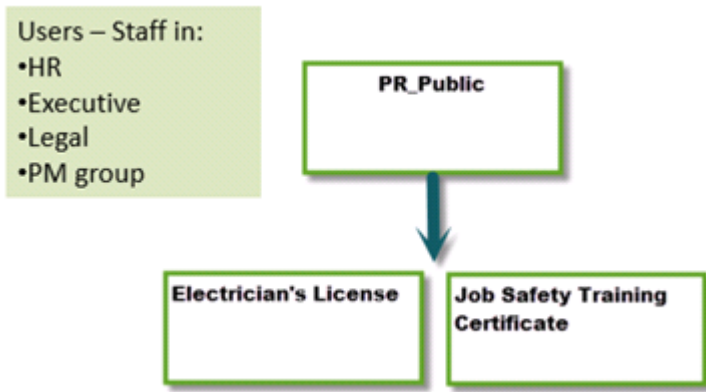 Users – Staff in:
•HR
•Executive
•Legal
•PM group
PR_Public
Electrician's License
Job Safety Training
Certificate